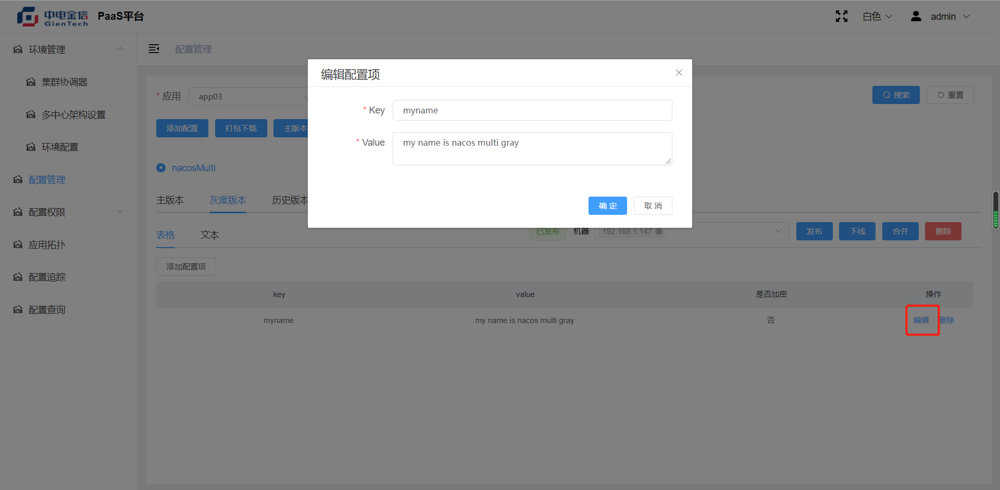 中电金信
GienTech
PaaS平台
白色
admin
环境管理
集群协调器
多中心架构设置
环境配置
配置管理
配置权限
应用拓扑
配置追踪
配置查询
配置管理
* 应用 app03
搜索 重置
添加配置 打包下载 主版本
nacosMulti
主版本 灰度版本 历史版本
编辑配置项
* Key myname
* Value my name is nacos multi gray
确定 取消
表格 文本
已发布 机器: 192.168.1.147 发布 下线 合并 删除
添加配置项
key value 是否加密 操作
myname my name is nacos multi gray 否 编辑 删除